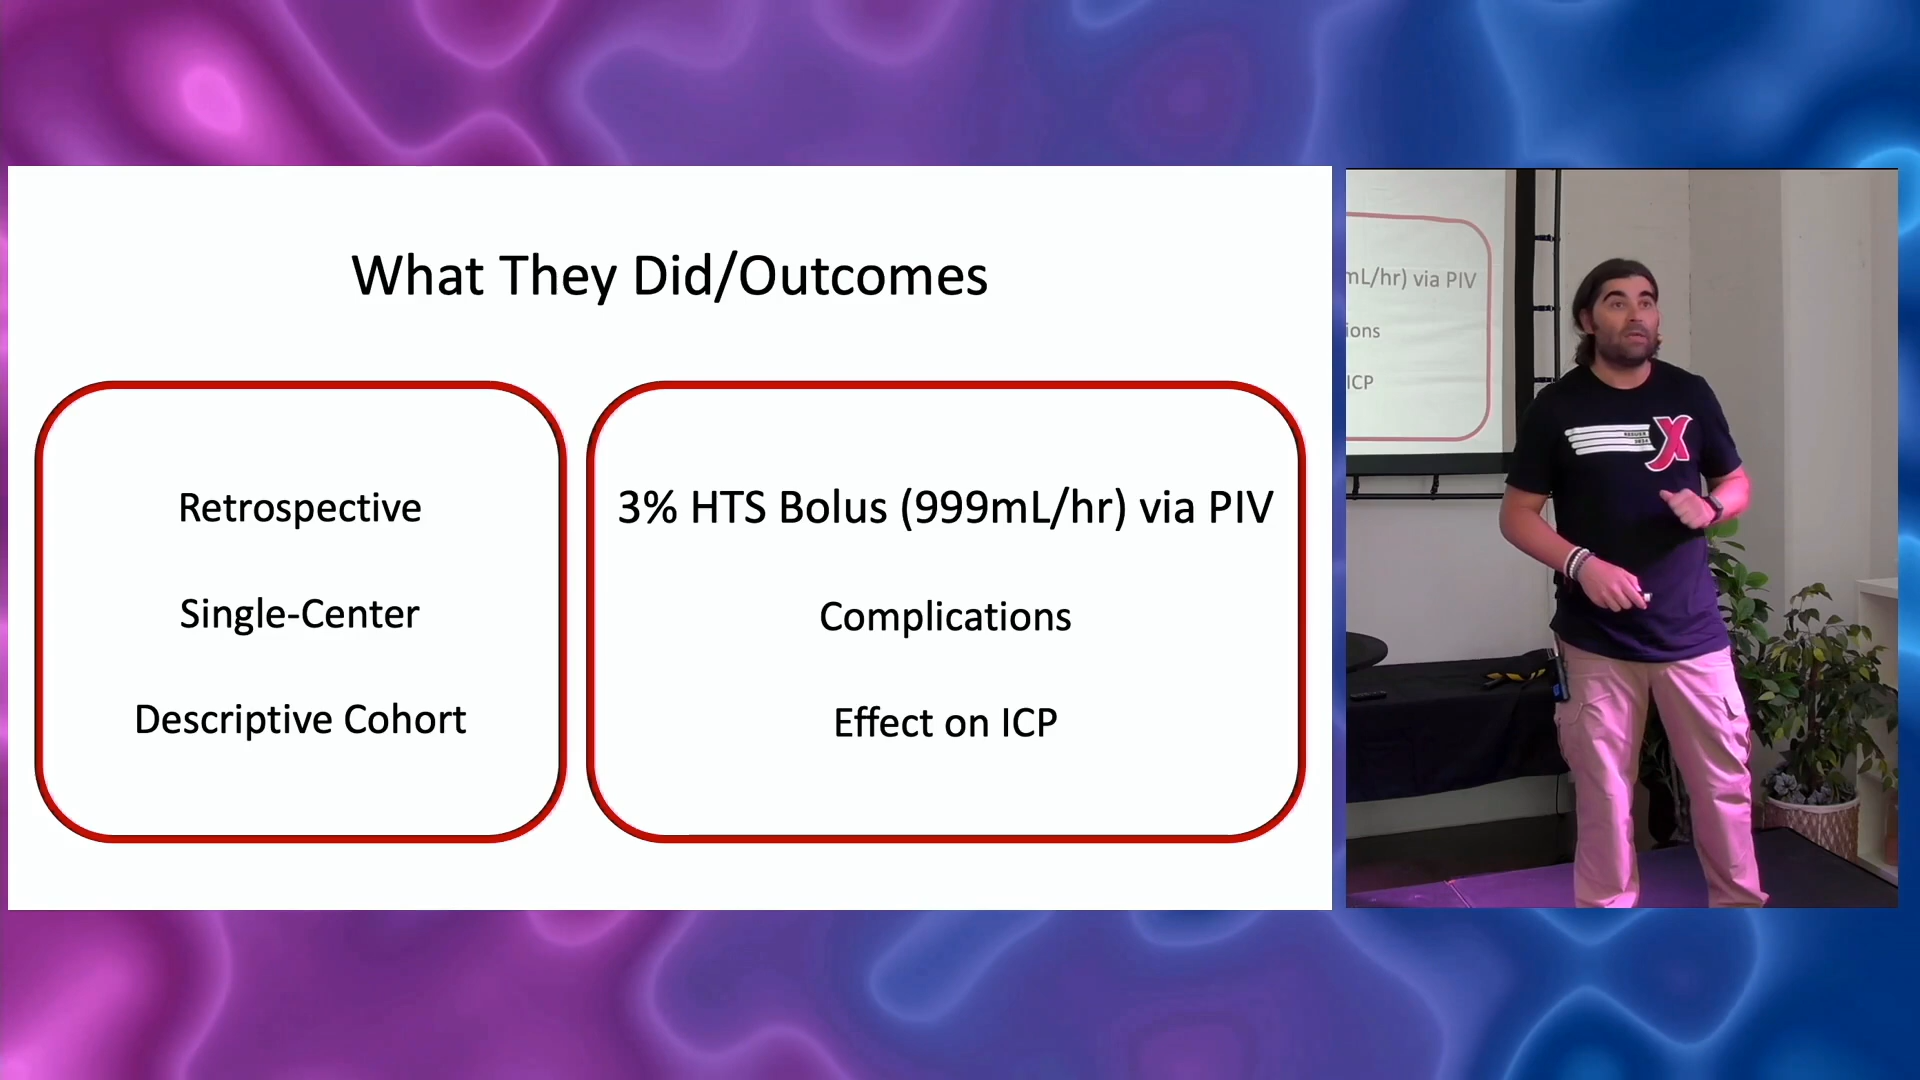 What They Did/Outcomes
Retrospective
Single-Center
Descriptive Cohort
3% HTS Bolus (999mL/hr) via PIV
Complications
Effect on ICP
mL/hr) via PIV
ions
ICP
X